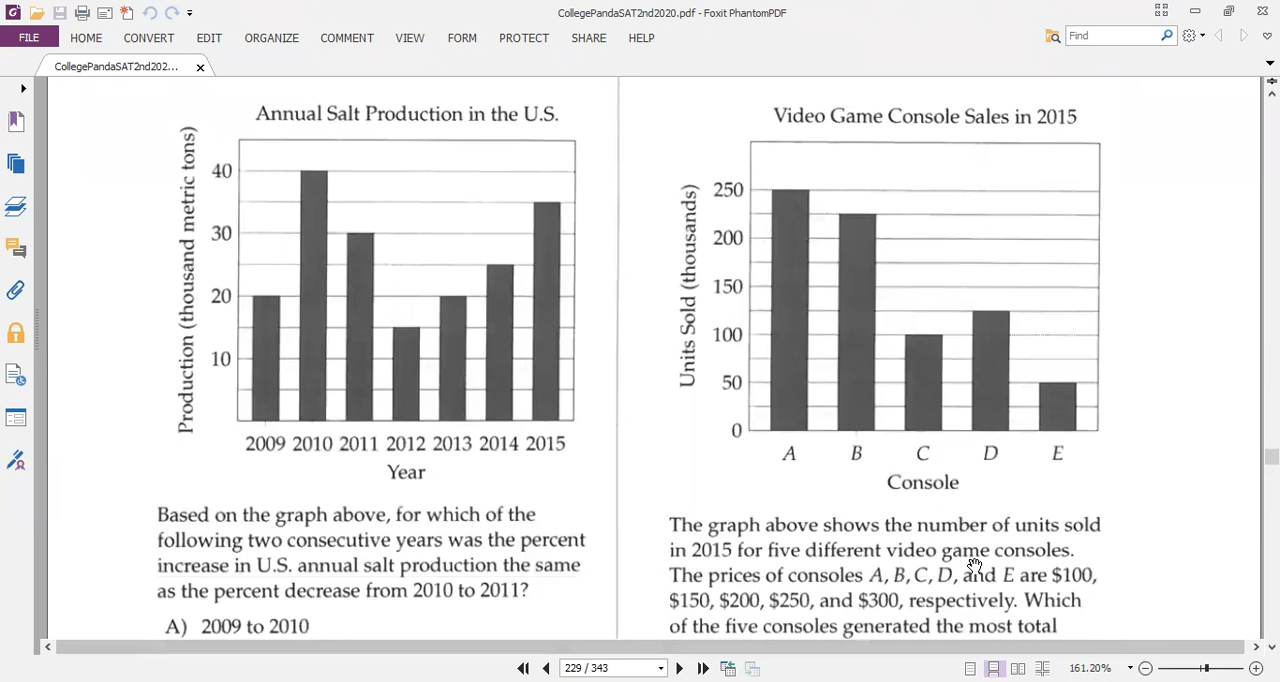 CollegePandaSAT2nd2020.pdf - Foxit PhantomPDF
FILE HOME CONVERT EDIT ORGANIZE COMMENT VIEW FORM PROTECT SHARE HELP
Find
CollegePandaSAT2nd202...
Annual Salt Production in the U.S.
Production (thousand metric tons)
40
30
20
10
2009 2010 2011 2012 2013 2014 2015
Year
Based on the graph above, for which of the
following two consecutive years was the percent
increase in U.S. annual salt production the same
as the percent decrease from 2010 to 2011?
A) 2009 to 2010
Video Game Console Sales in 2015
Units Sold (thousands)
250
200
150
100
50
0
A B C D E
Console
The graph above shows the number of units sold
in 2015 for five different video game consoles.
The prices of consoles A, B, C, D, and E are $100,
$150, $200, $250, and $300, respectively. Which
of the five consoles generated the most total
229 / 343
161.20%